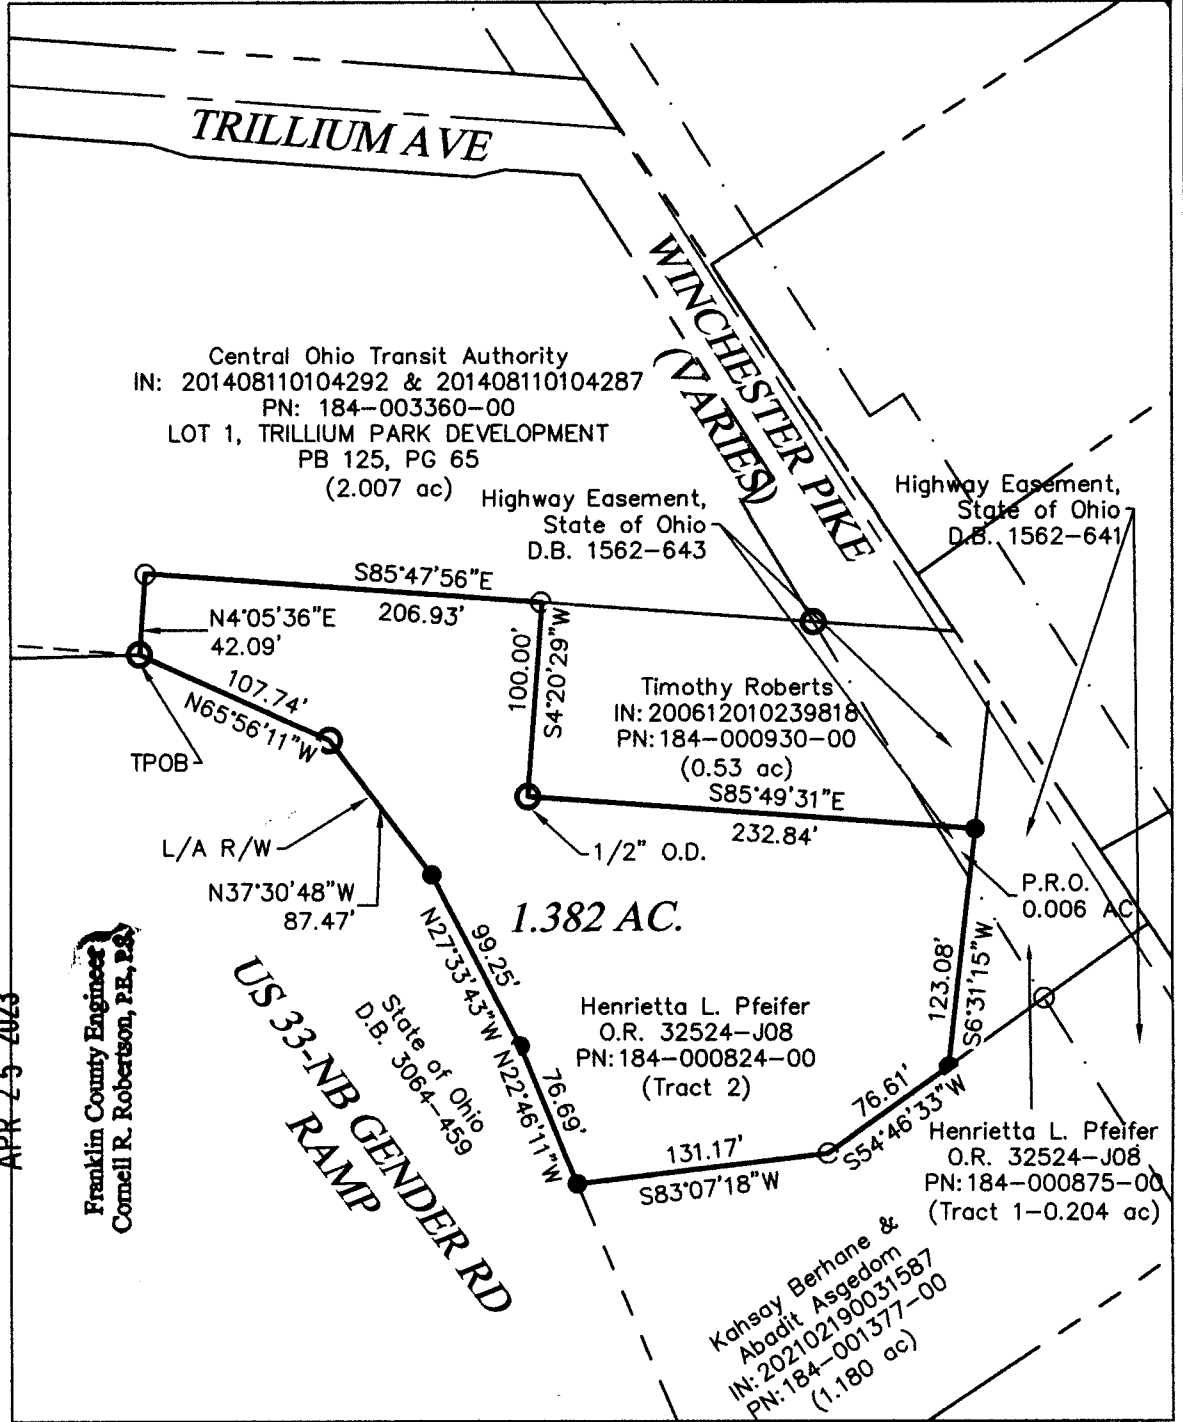 TRILLIUM AVE
WINCHESTER PIKE
(VARIES)
Central Ohio Transit Authority
IN: 201408110104292 & 201408110104287
PN: 184-003360-00
LOT 1, TRILLIUM PARK DEVELOPMENT
PB 125, PG 65
(2.007 ac)
Highway Easement,
State of Ohio
D.B. 1562-643
Highway Easement,
State of Ohio
D.B. 1562-641
S85°47'56"E
206.93'
N4°05'36"E
42.09'
107.74'
N65°56'11"W
TPOB
100.00'
S4°20'29"W
Timothy Roberts
IN:200612010239818
PN:184-000930-00
(0.53 ac)
S85°49'31"E
232.84'
1/2" O.D.
L/A R/W
N37°30'48"W
87.47'
1.382 AC.
P.R.O.
0.006 AC
99.25'
N27°33'43"W
123.08'
S6°31'15"W
Henrietta L. Pfeifer
O.R. 32524-J08
PN:184-000824-00
(Tract 2)
76.69'
N22°46'11"W
State of Ohio
D.B. 3064-459
US 33-NB GENDER RD
RAMP
131.17'
S83°07'18"W
76.61'
S54°46'33"W
Henrietta L. Pfeifer
O.R. 32524-J08
PN:184-000875-00
(Tract 1-0.204 ac)
Kahsay Berhane &
Abadit Asgedom
IN:202102190031587
PN:184-001377-00
(1.180 ac)
APR 25 2023
Franklin County Engineer
Cornell R. Robertson, P.E., P.S.